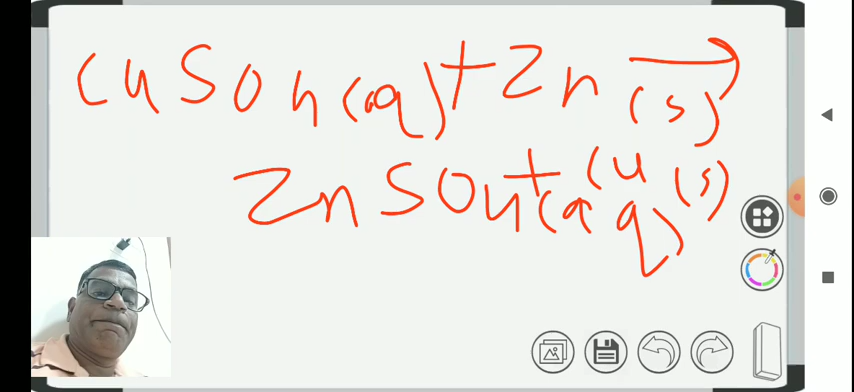 CuSO4(aq) + Zn(s) →
ZnSO4(aq) + Cu(s)